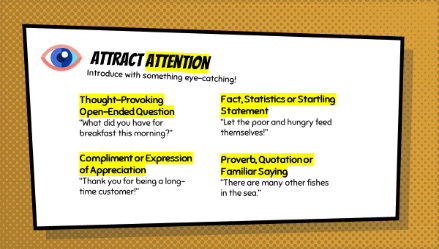 ATTRACT ATTENTION
Introduce with something eye-catching!
Thought-Provoking
Open-Ended Question
"What did you have for
breakfast this morning?"
Fact, Statistics or Startling
Statement
"Let the poor and hungry feed
themselves!"
Compliment or Expression
of Appreciation
"Thank you for being a long-
time customer!"
Proverb, Quotation or
Familiar Saying
"There are many other fishes
in the sea."